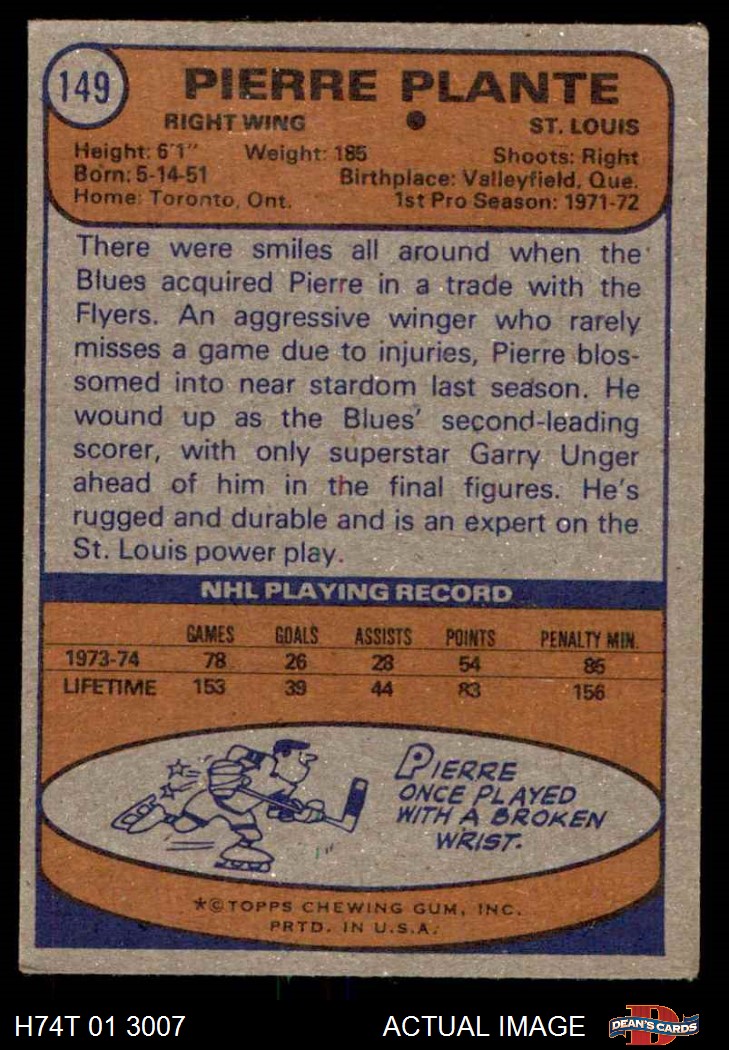 149
PIERRE PLANTE
RIGHT WING ST. LOUIS
Height: 6'1" Weight: 185 Shoots: Right
Born: 5-14-51 Birthplace: Valleyfield, Que.
Home: Toronto, Ont. 1st Pro Season: 1971-72
There were smiles all around when the
Blues acquired Pierre in a trade with the
Flyers. An aggressive winger who rarely
misses a game due to injuries, Pierre blos-
somed into near stardom last season. He
wound up as the Blues' second-leading
scorer, with only superstar Garry Unger
ahead of him in the final figures. He's
rugged and durable and is an expert on the
St. Louis power play.
NHL PLAYING RECORD
GAMES GOALS ASSISTS POINTS PENALTY MIN.
1973-74 78 26 28 54 85
LIFETIME 153 39 44 83 156
PIERRE
ONCE PLAYED
WITH A BROKEN
WRIST.
*©TOPPS CHEWING GUM, INC.
PRTD. IN U.S.A.
H74T 01 3007 ACTUAL IMAGE DEAN'S CARDS